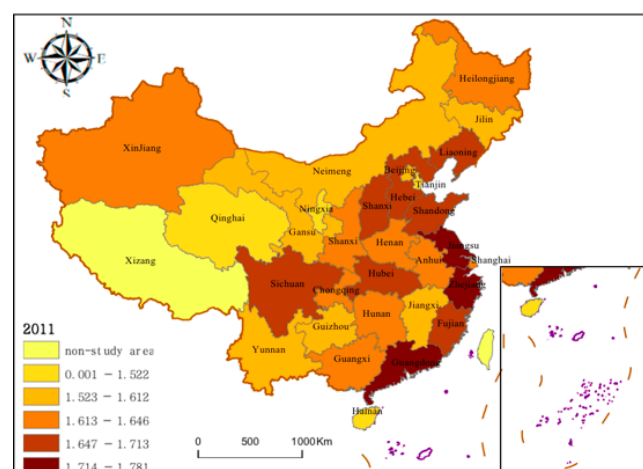 N
W E
S
Heilongjiang
Jilin
XinJiang
Liaoning
Neimeng
Beijing
Tianjin
Ningxia
Hebei
Qinghai
Shanxi
Shandong
Gansu
Shanxi
Henan
Jiangsu
Xizang
Anhui
Shanghai
Sichuan
Hubei
Chongqing
Zhejiang
Hunan
Jiangxi
Guizhou
Fujian
Yunnan
Guangxi
Guangdong
Hainan
2011
non-study area
0.001 - 1.522
1.523 - 1.612
1.613 - 1.646
1.647 - 1.713
1.714 - 1.781
0 500 1000Km